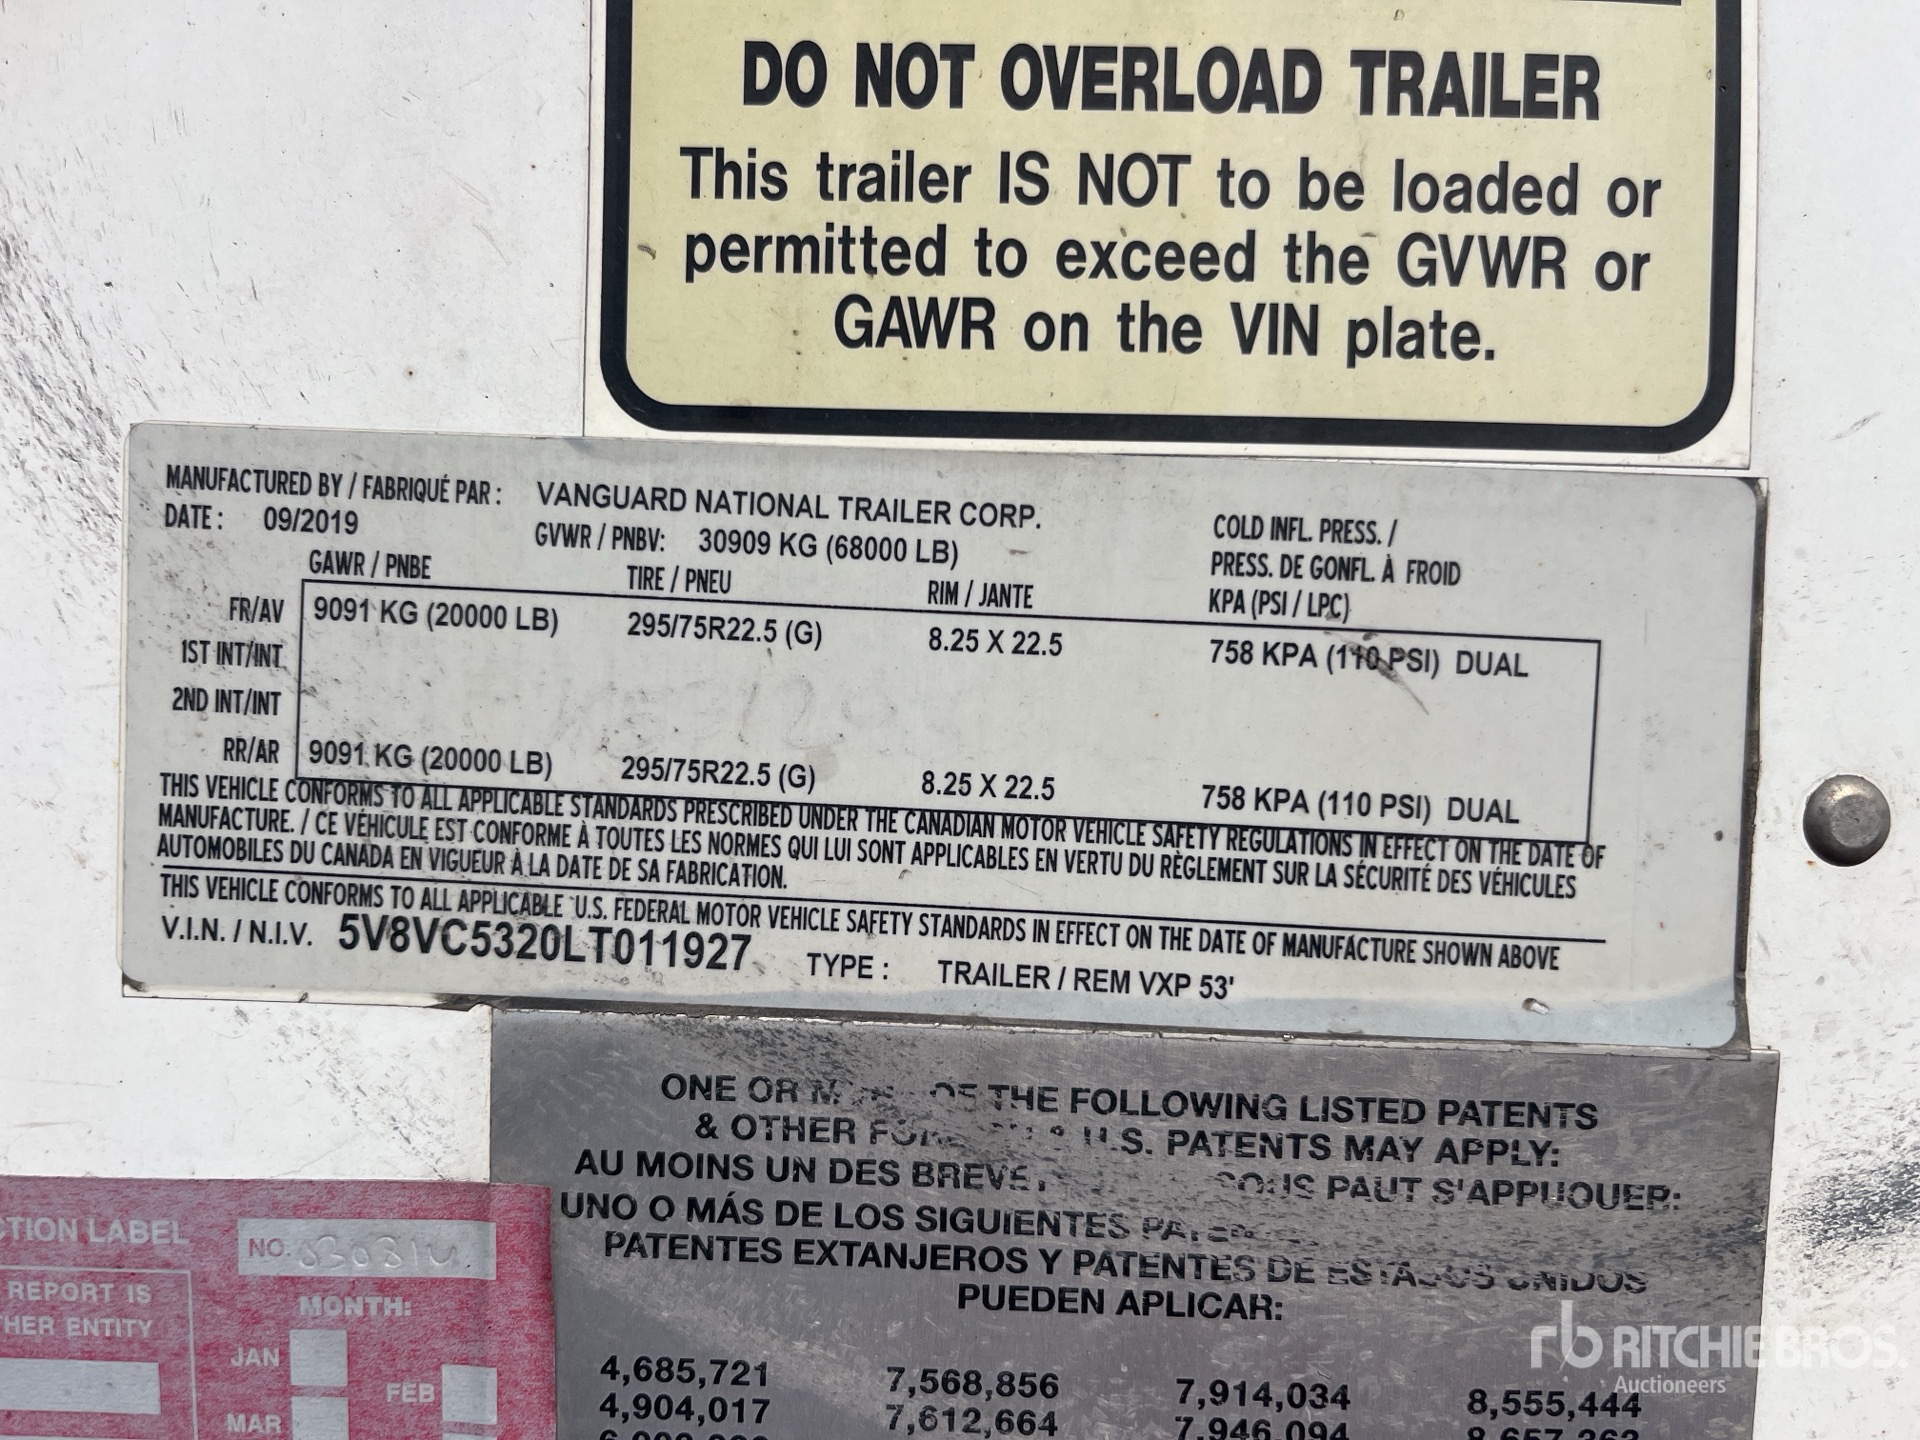 DO NOT OVERLOAD TRAILER
This trailer IS NOT to be loaded or
permitted to exceed the GVWR or
GAWR on the VIN plate.
MANUFACTURED BY / FABRIQUÉ PAR : VANGUARD NATIONAL TRAILER CORP.
DATE : 09/2019 GVWR / PNBV: 30909 KG (68000 LB)
COLD INFL. PRESS. /
PRESS. DE GONFL. À FROID
KPA (PSI / LPC)
GAWR / PNBE TIRE / PNEU RIM / JANTE
FR/AV 9091 KG (20000 LB) 295/75R22.5 (G) 8.25 X 22.5 758 KPA (110 PSI) DUAL
1ST INT/INT
2ND INT/INT
RR/AR 9091 KG (20000 LB) 295/75R22.5 (G) 8.25 X 22.5 758 KPA (110 PSI) DUAL
THIS VEHICLE CONFORMS TO ALL APPLICABLE STANDARDS PRESCRIBED UNDER THE CANADIAN MOTOR VEHICLE SAFETY REGULATIONS IN EFFECT ON THE DATE OF
MANUFACTURE. / CE VÉHICULE EST CONFORME À TOUTES LES NORMES QUI LUI SONT APPLICABLES EN VERTU DU RÈGLEMENT SUR LA SÉCURITÉ DES VÉHICULES
AUTOMOBILES DU CANADA EN VIGUEUR À LA DATE DE SA FABRICATION.
THIS VEHICLE CONFORMS TO ALL APPLICABLE U.S. FEDERAL MOTOR VEHICLE SAFETY STANDARDS IN EFFECT ON THE DATE OF MANUFACTURE SHOWN ABOVE
V.I.N. / N.I.V. 5V8VC5320LT011927 TYPE : TRAILER / REM VXP 53'
ONE OR THE FOLLOWING LISTED PATENTS
& OTHER U.S. PATENTS MAY APPLY:
AU MOINS UN DES PAUT S'APPLIQUER:
UNO O MÁS DE LOS SIGUIENTES
PATENTES EXTANJEROS Y PATENTES DE ESTADOS UNIDOS
PUEDEN APLICAR:
4,685,721 7,568,856 7,914,034 8,555,444
4,904,017 7,612,664 7,946,094
CTION LABEL
NO.
REPORT IS
HER ENTITY
MONTH:
JAN
FEB
MAR
rb RITCHIE BROS.
Auctioneers